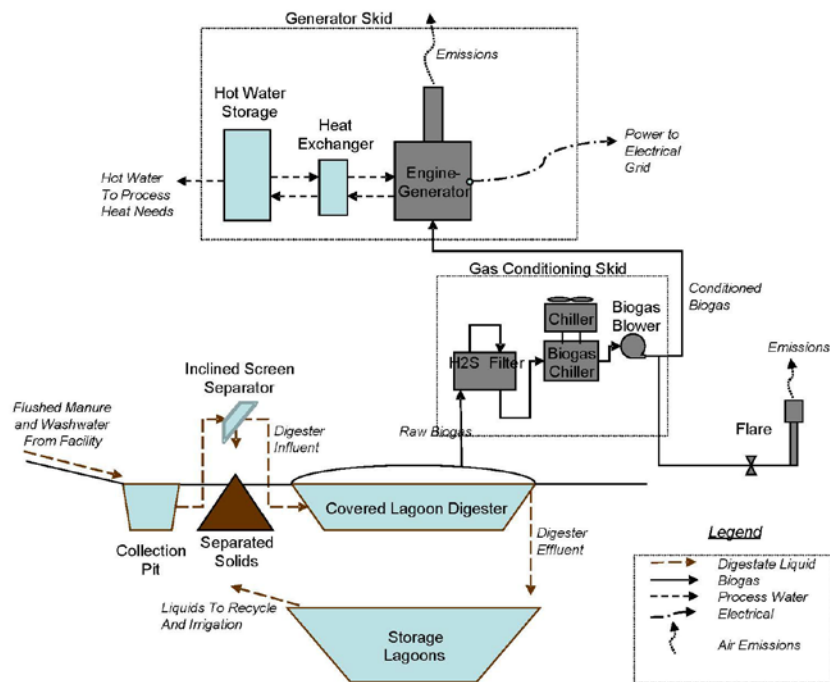 Generator Skid
Emissions
Hot Water
Storage
Heat
Exchanger
Engine-
Generator
Power to
Electrical
Grid
Hot Water
To Process
Heat Needs
Gas Conditioning Skid
Conditioned
Biogas
Chiller
Biogas
Blower
H2S Filter
Biogas
Chiller
Emissions
Inclined Screen
Separator
Flushed Manure
and Washwater
From Facility
Digester
Influent
Raw Biogas
Flare
Covered Lagoon Digester
Collection
Pit
Separated
Solids
Digester
Effluent
Liquids To Recycle
And Irrigation
Storage
Lagoons
Legend
Digestate Liquid
Biogas
Process Water
Electrical
Air Emissions